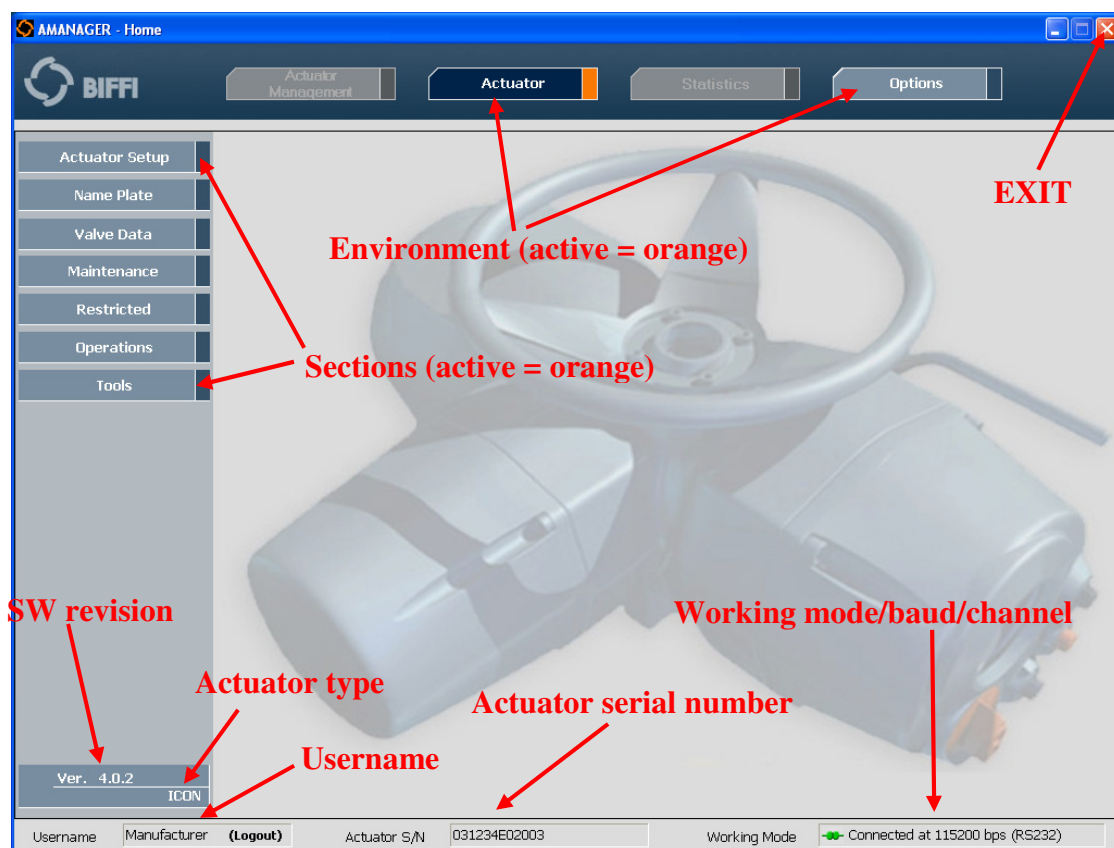 AMANAGER - Home
BIFFI
Actuator
Management
Actuator
Statistics
Options
Actuator Setup
Name Plate
Valve Data
Maintenance
Restricted
Operations
Tools
EXIT
Environment (active = orange)
Sections (active = orange)
SW revision
Working mode/baud/channel
Actuator type
Actuator serial number
Username
Ver. 4.0.2
ICON
Username Manufacturer (Logout) Actuator S/N 031234E02003 Working Mode Connected at 115200 bps (RS232)